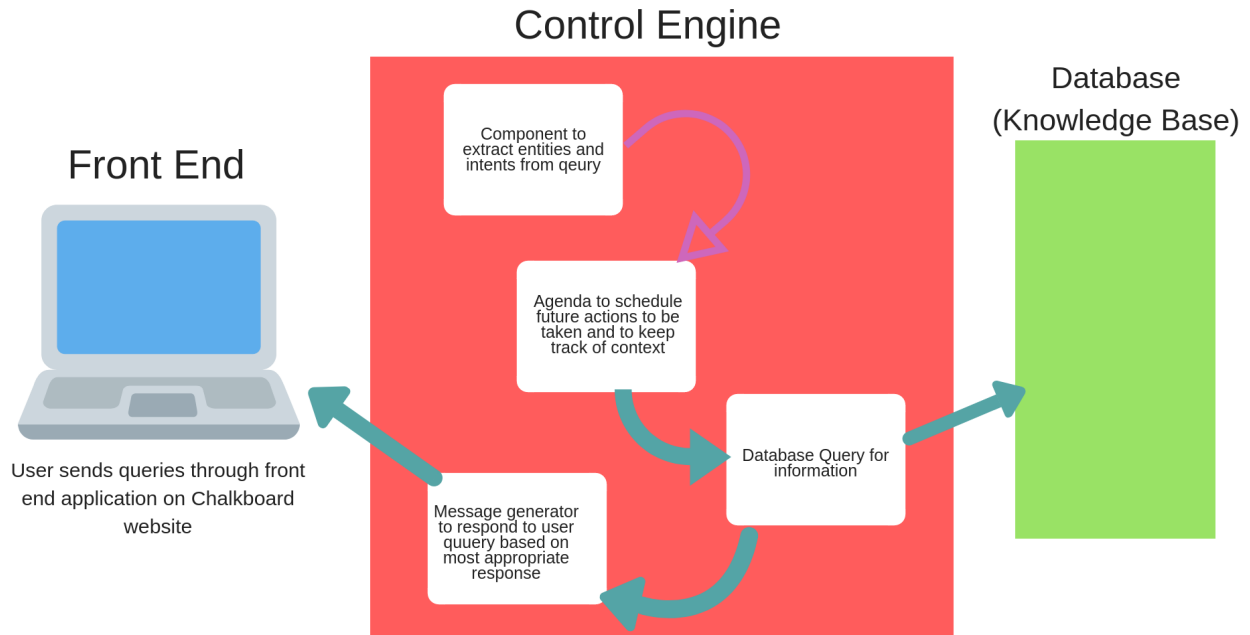 Control Engine
Database
(Knowledge Base)
Front End
Component to
extract entities and
intents from qeury
Agenda to schedule
future actions to be
taken and to keep
track of context
Database Query for
information
User sends queries through front
end application on Chalkboard
website
Message generator
to respond to user
quuery based on
most appropriate
response